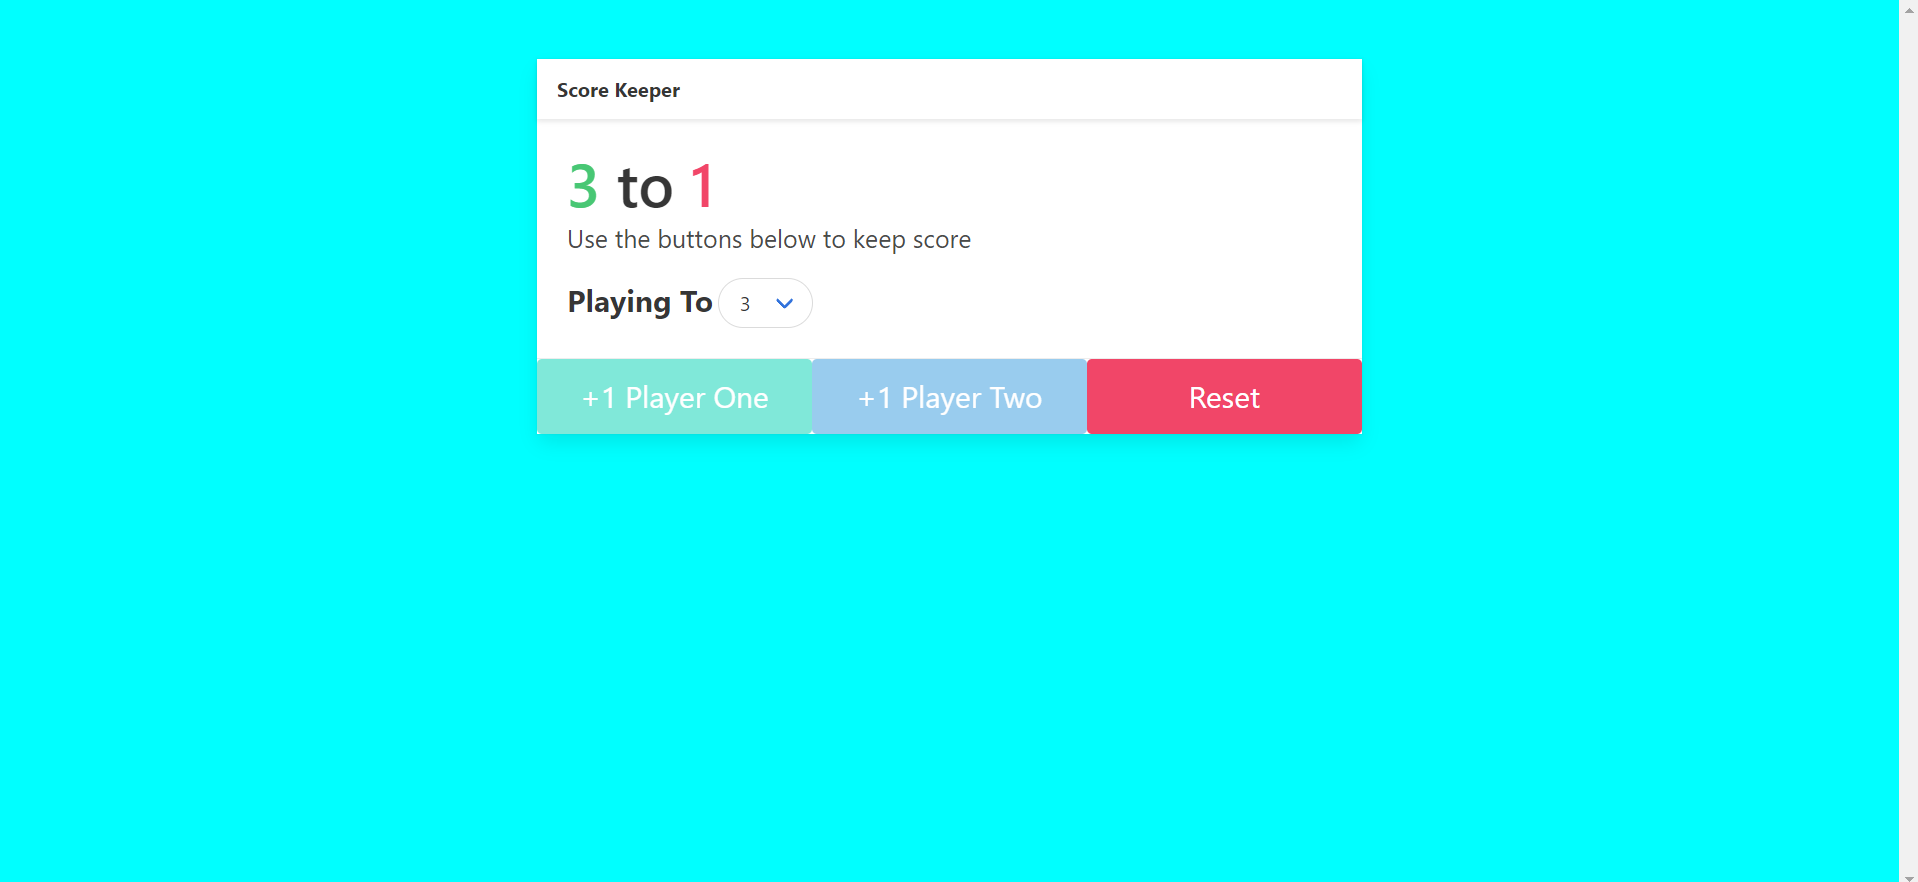 Score Keeper
3 to 1
Use the buttons below to keep score
Playing To 3
+1 Player One +1 Player Two Reset